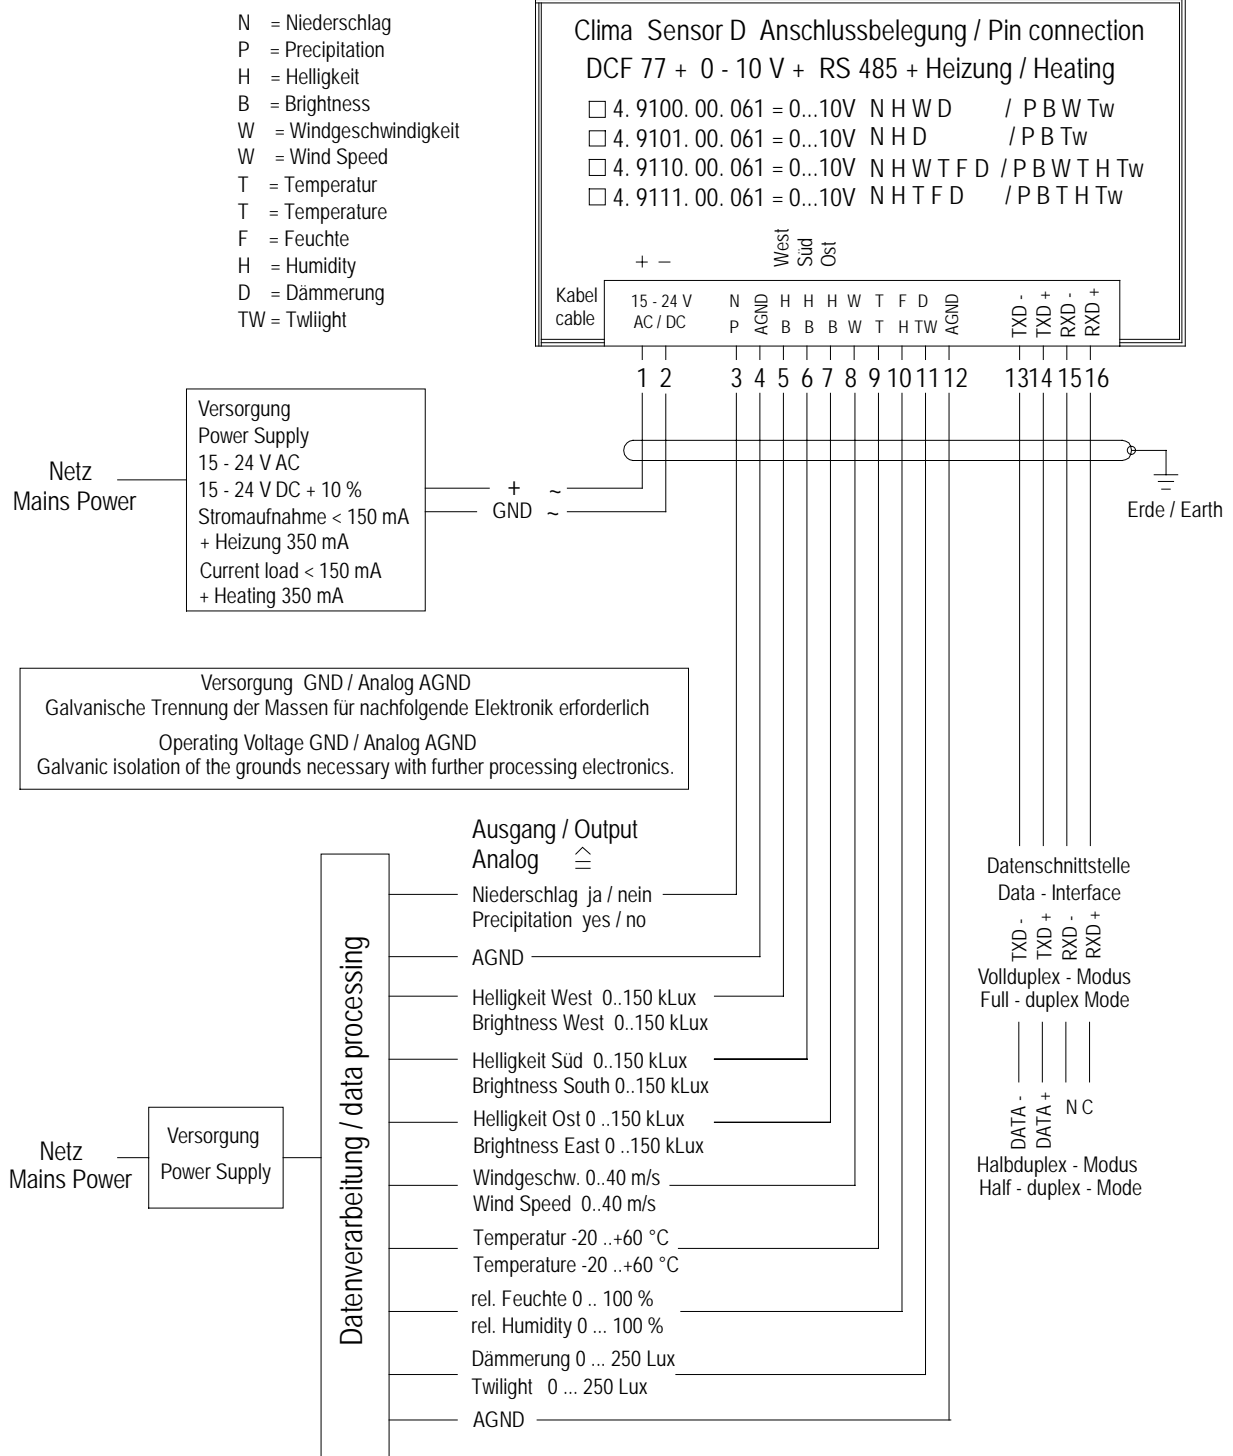 N = Niederschlag
P = Precipitation
H = Helligkeit
B = Brightness
W = Windgeschwindigkeit
W = Wind Speed
T = Temperatur
T = Temperature
F = Feuchte
H = Humidity
D = Dämmerung
TW = Twliight
Clima Sensor D Anschlussbelegung / Pin connection
DCF 77 + 0 - 10 V + RS 485 + Heizung / Heating
4. 9100. 00. 061 = 0...10V N H W D / P B W Tw
4. 9101. 00. 061 = 0...10V N H D / P B Tw
4. 9110. 00. 061 = 0...10V N H W T F D / P B W T H Tw
4. 9111. 00. 061 = 0...10V N H T F D / P B T H Tw
+ – West Süd Ost
Kabel 15 - 24 V N AGND H H H W T F D AGND TXD - TXD + RXD - RXD +
cable AC / DC P B B B W T H TW
1 2 3 4 5 6 7 8 9 10 11 12 13 14 15 16
Versorgung
Power Supply
15 - 24 V AC
15 - 24 V DC + 10 %
Stromaufnahme < 150 mA
+ Heizung 350 mA
Current load < 150 mA
+ Heating 350 mA
Netz
Mains Power
+ ~
GND ~
Erde / Earth
Versorgung GND / Analog AGND
Galvanische Trennung der Massen für nachfolgende Elektronik erforderlich
Operating Voltage GND / Analog AGND
Galvanic isolation of the grounds necessary with further processing electronics.
Ausgang / Output
Analog ≙
Niederschlag ja / nein
Precipitation yes / no
AGND
Helligkeit West 0..150 kLux
Brightness West 0..150 kLux
Helligkeit Süd 0..150 kLux
Brightness South 0..150 kLux
Helligkeit Ost 0 ..150 kLux
Brightness East 0 ..150 kLux
Windgeschw. 0..40 m/s
Wind Speed 0..40 m/s
Temperatur -20 ..+60 °C
Temperature -20 ..+60 °C
rel. Feuchte 0 .. 100 %
rel. Humidity 0 ... 100 %
Dämmerung 0 ... 250 Lux
Twilight 0 ... 250 Lux
AGND
Datenverarbeitung / data processing
Netz
Mains Power
Versorgung
Power Supply
Datenschnittstelle
Data - Interface
TXD - TXD + RXD - RXD +
Vollduplex - Modus
Full - duplex Mode
DATA - DATA + N C
Halbduplex - Modus
Half - duplex - Mode